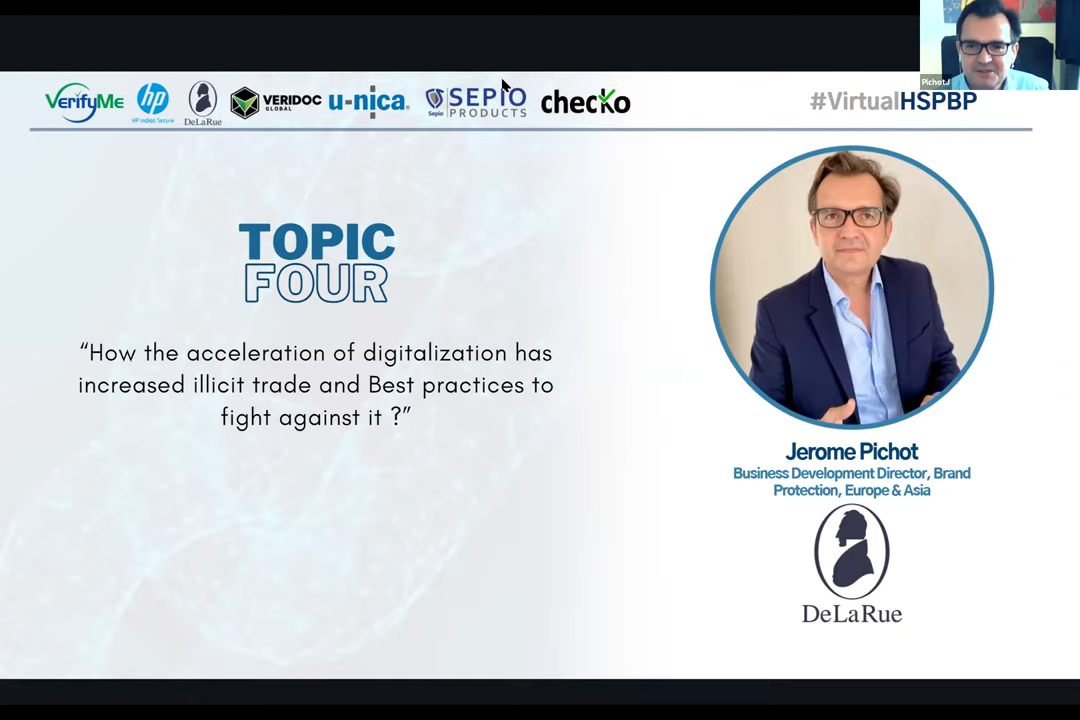 Pichot J
VerifyMe
hp
HP Indigo Secure
DeLaRue
VERIDOC
GLOBAL
u-nica
Sepio
SEPIO
PRODUCTS
checko
#VirtualHSPBP
TOPIC
FOUR
“How the acceleration of digitalization has
increased illicit trade and Best practices to
fight against it ?”
Jerome Pichot
Business Development Director, Brand
Protection, Europe & Asia
DeLaRue